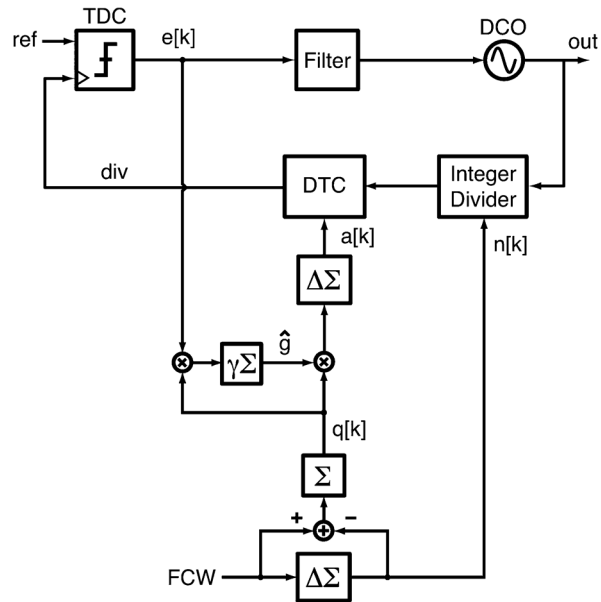 TDC
DCO
ref
e[k]
out
Filter
div
DTC
Integer
Divider
a[k]
n[k]
ΔΣ
ĝ
γΣ
q[k]
Σ
+
−
FCW
ΔΣ